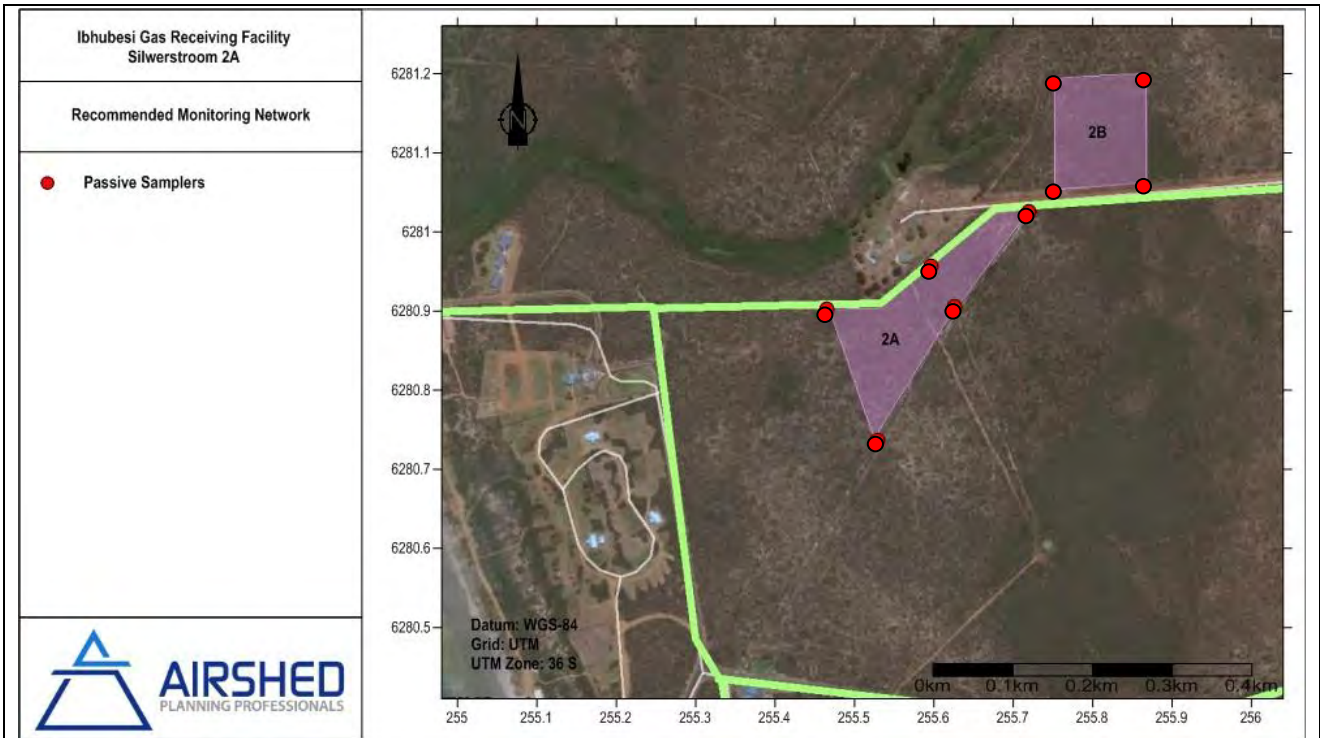 Ibhubesi Gas Receiving Facility
Silwerstroom 2A
Recommended Monitoring Network
Passive Samplers
AIRSHED
PLANNING PROFESSIONALS
6281.2
6281.1
6281
6280.9
6280.8
6280.7
6280.6
6280.5
N
2B
2A
Datum: WGS-84
Grid: UTM
UTM Zone: 36 S
0km 0.1km 0.2km 0.3km 0.4km
255 255.1 255.2 255.3 255.4 255.5 255.6 255.7 255.8 255.9 256